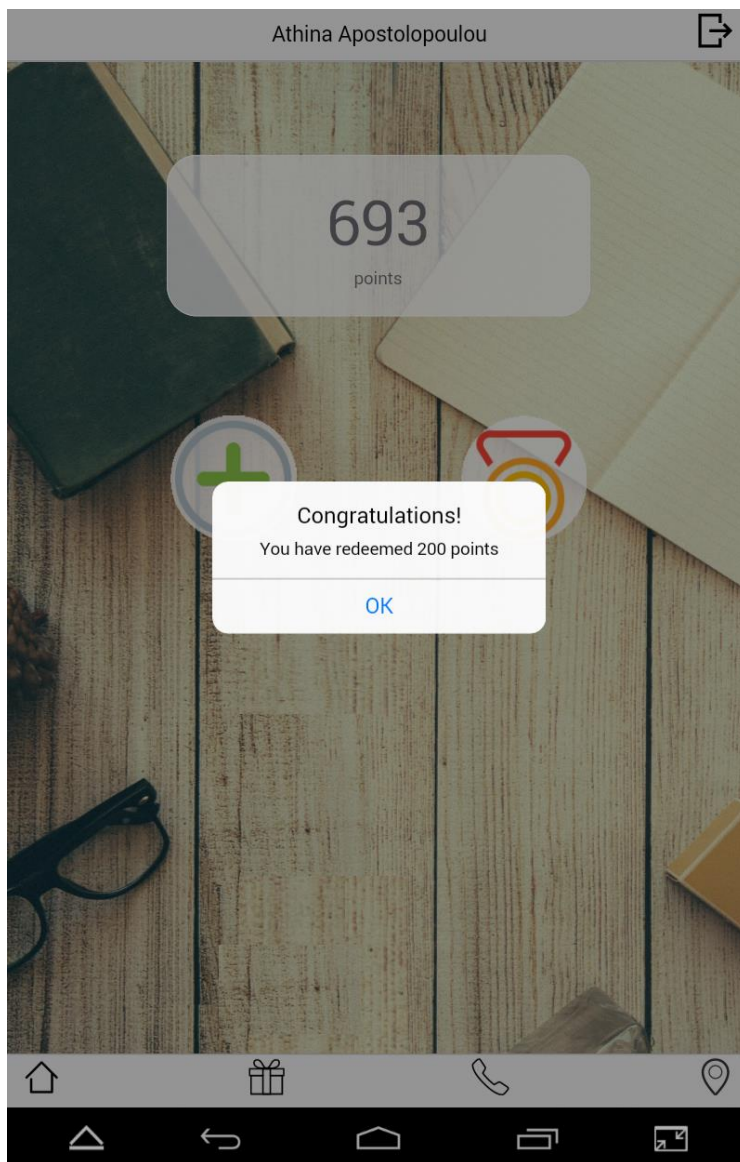 Athina Apostolopoulou
693
points
Congratulations!
You have redeemed 200 points
OK